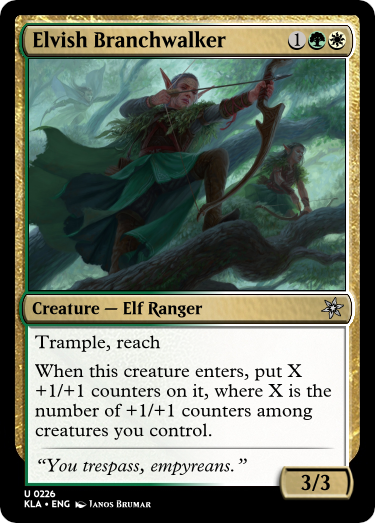 Elvish Branchwalker 1
Creature — Elf Ranger
Trample, reach
When this creature enters, put X
+1/+1 counters on it, where X is the
number of +1/+1 counters among
creatures you control.
“You trespass, empyreans.”
3/3
U 0226
KLA • ENG Janos Brumar